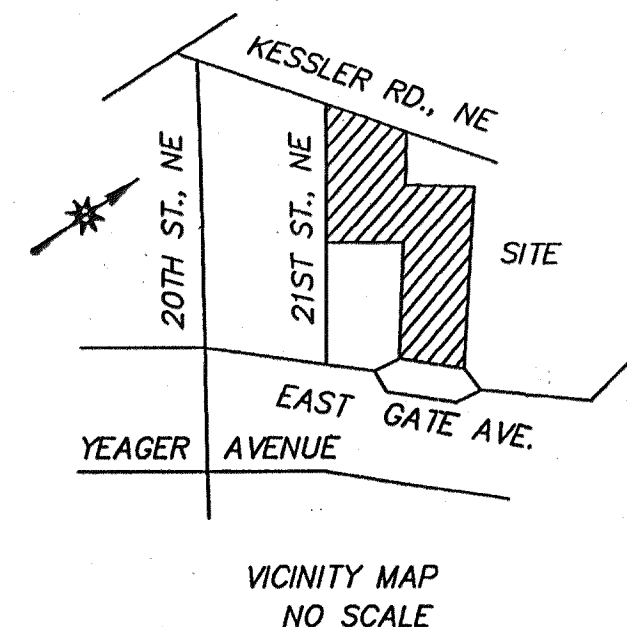 KESSLER RD., NE
20TH ST., NE
21ST ST., NE
SITE
EAST GATE AVE.
YEAGER AVENUE
VICINITY MAP
NO SCALE